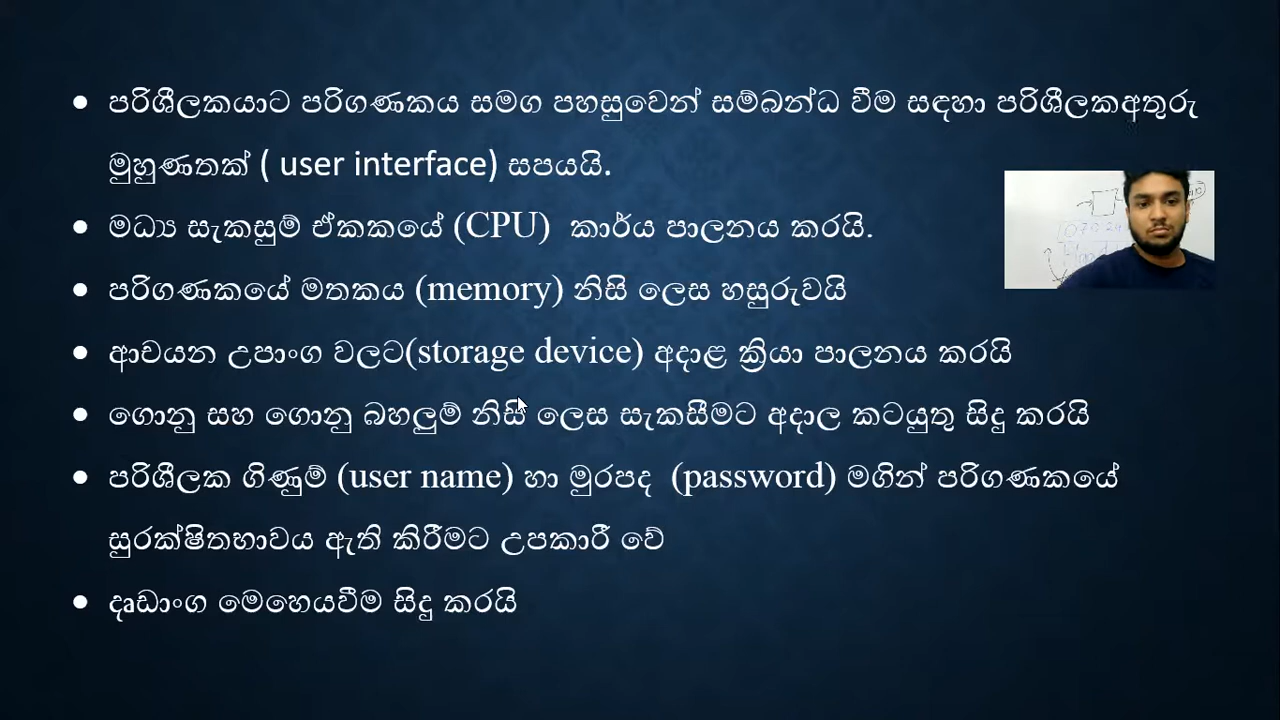 • පරිශීලකයාට පරිගණකය සමග පහසුවෙන් සම්බන්ධ වීම සඳහා පරිශීලකඅතුරු
මුහුණතක් ( user interface) සපයයි.
• මධ්‍ය සැකසුම් ඒකකයේ (CPU) කාර්ය පාලනය කරයි.
• පරිගණකයේ මතකය (memory) නිසි ලෙස හසුරුවයි
• ආචයන උපාංග වලට(storage device) අදාළ ක්‍රියා පාලනය කරයි
• ගොනු සහ ගොනු බහලුම් නිසි ලෙස සැකසීමට අදාල කටයුතු සිදු කරයි
• පරිශීලක ගිණුම් (user name) හා මුරපද (password) මගින් පරිගණකයේ
සුරක්ෂිතභාවය ඇති කිරීමට උපකාරී වේ
• දෘඩාංග මෙහෙයවීම සිදු කරයි